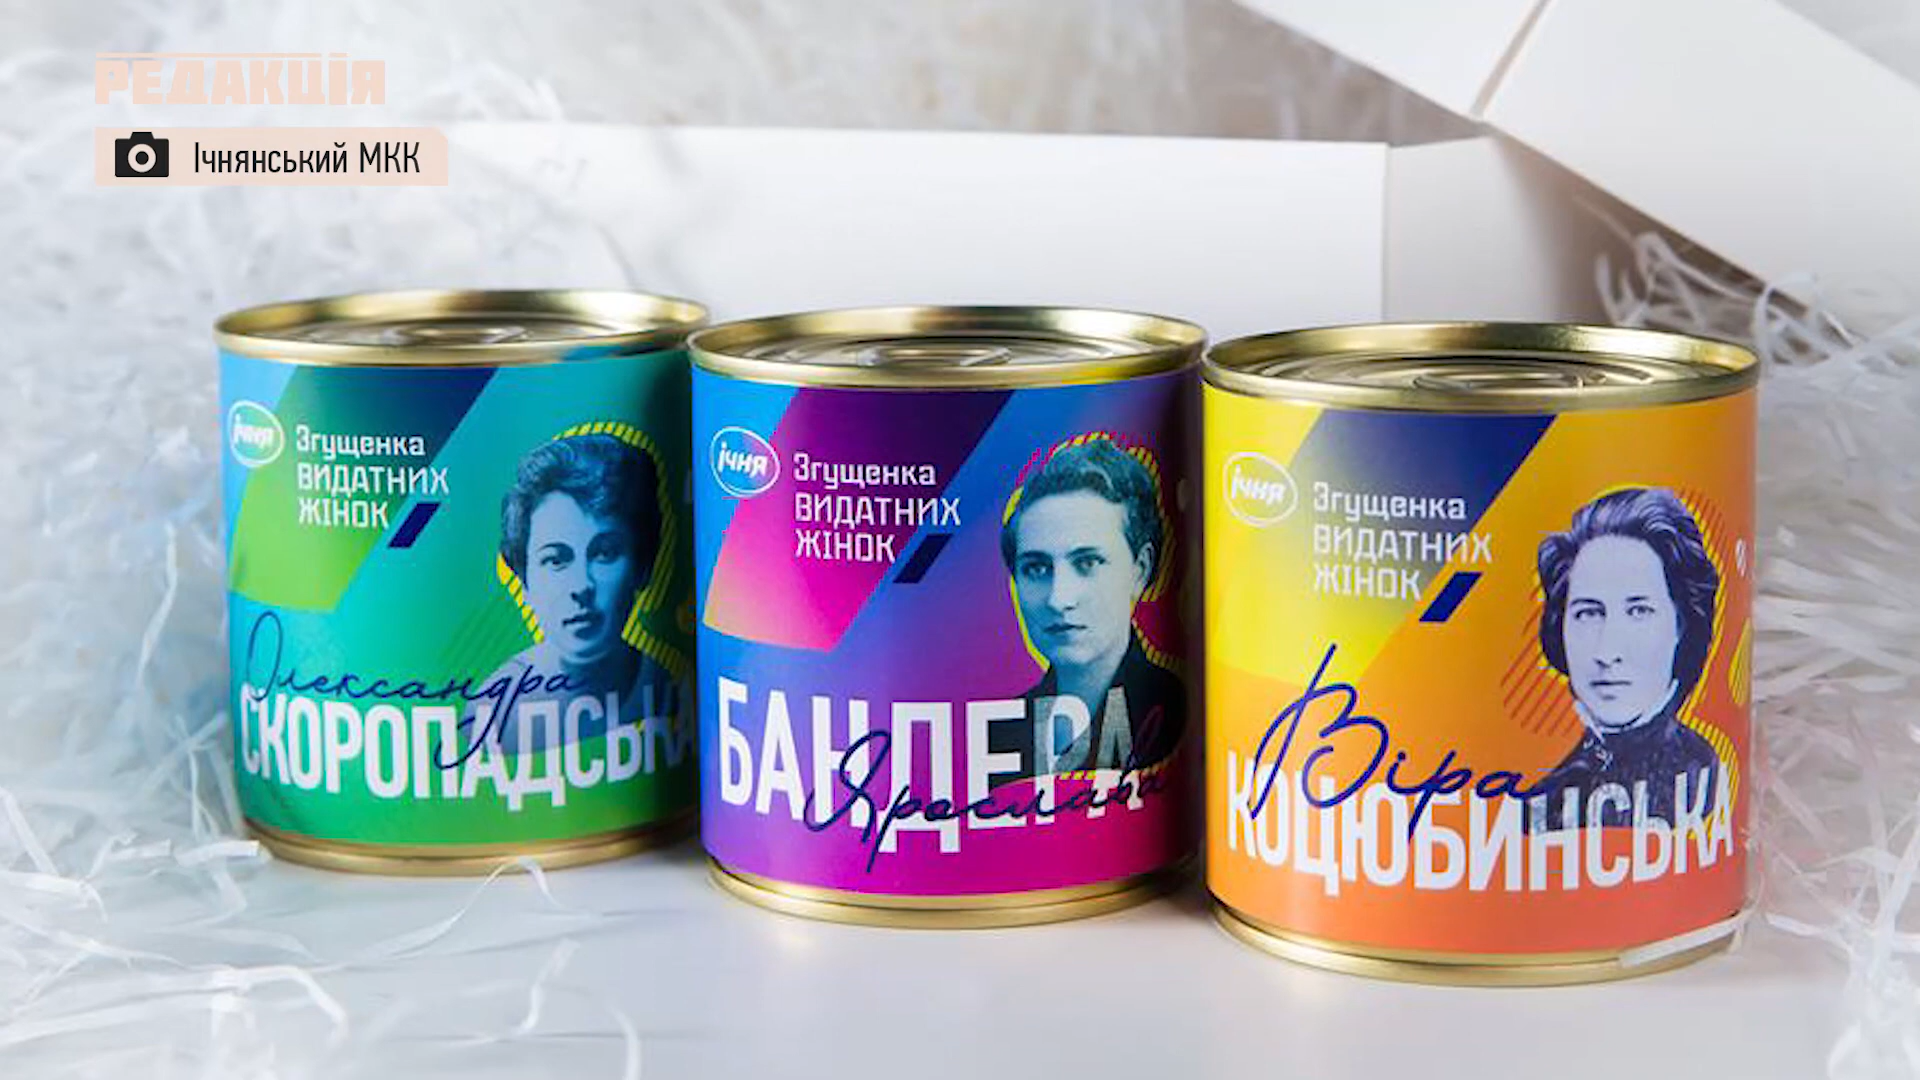 РЕДАКЦІЯ
Ічнянський МКК
ічня
Згущенка
ВИДАТНИХ
ЖІНОК
Олександра
СКОРОПАДСЬКА
ічня
Згущенка
ВИДАТНИХ
ЖІНОК
БАНДЕРА
Ярослава
ічня
Згущенка
ВИДАТНИХ
ЖІНОК
Віра
КОЦЮБИНСЬКА